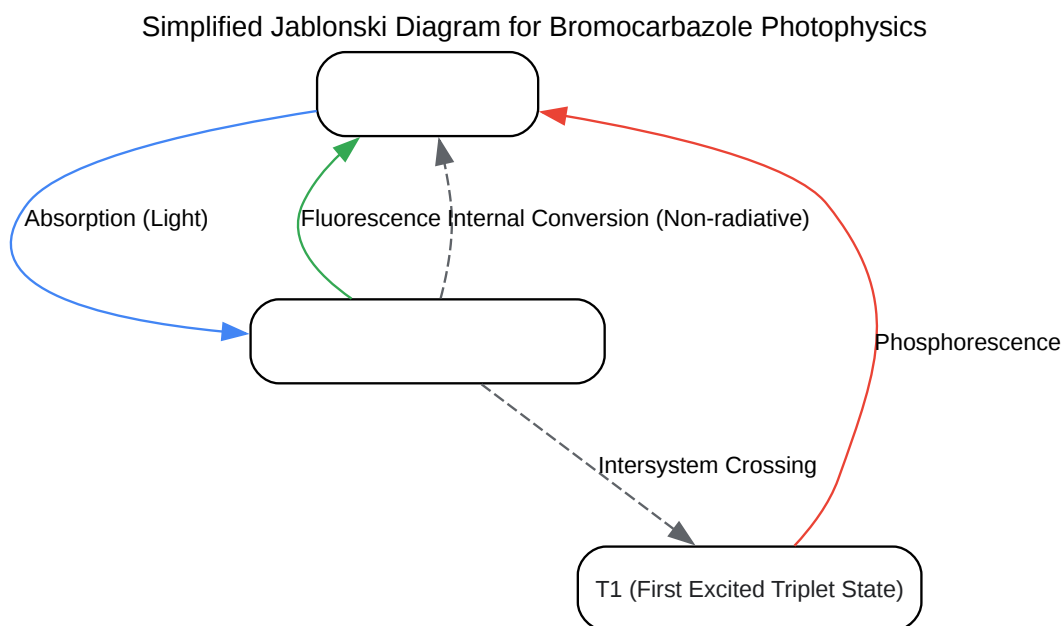 Simplified Jablonski Diagram for Bromocarbazole Photophysics
Absorption (Light)
Fluorescence
Internal Conversion (Non-radiative)
Phosphorescence
Intersystem Crossing
T1 (First Excited Triplet State)